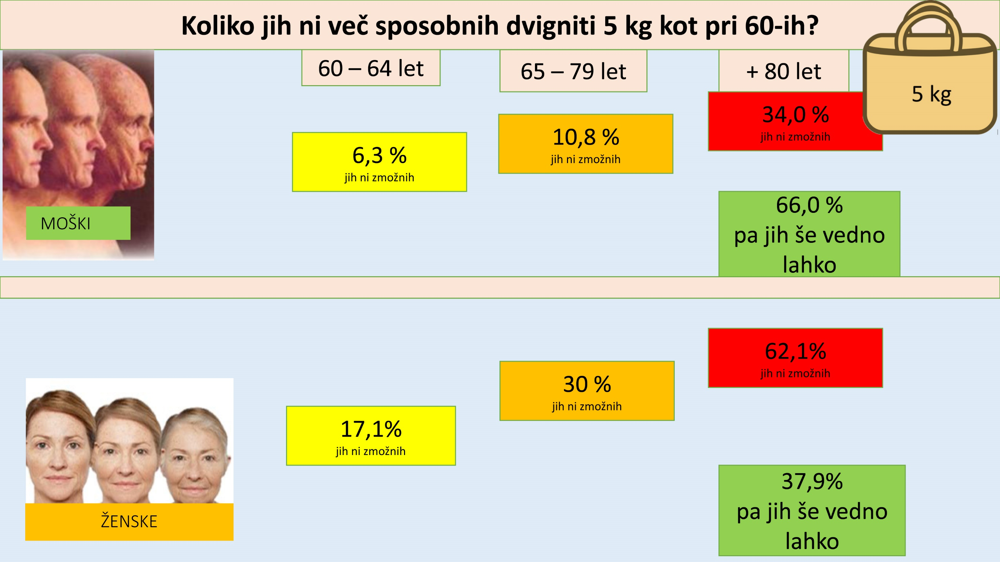 Koliko jih ni več sposobnih dvigniti 5 kg kot pri 60-ih?
60 – 64 let
65 – 79 let
+ 80 let
5 kg
34,0 %
jih ni zmožnih
10,8 %
jih ni zmožnih
6,3 %
jih ni zmožnih
66,0 %
pa jih še vedno
lahko
MOŠKI
62,1%
jih ni zmožnih
30 %
jih ni zmožnih
17,1%
jih ni zmožnih
37,9%
pa jih še vedno
lahko
ŽENSKE